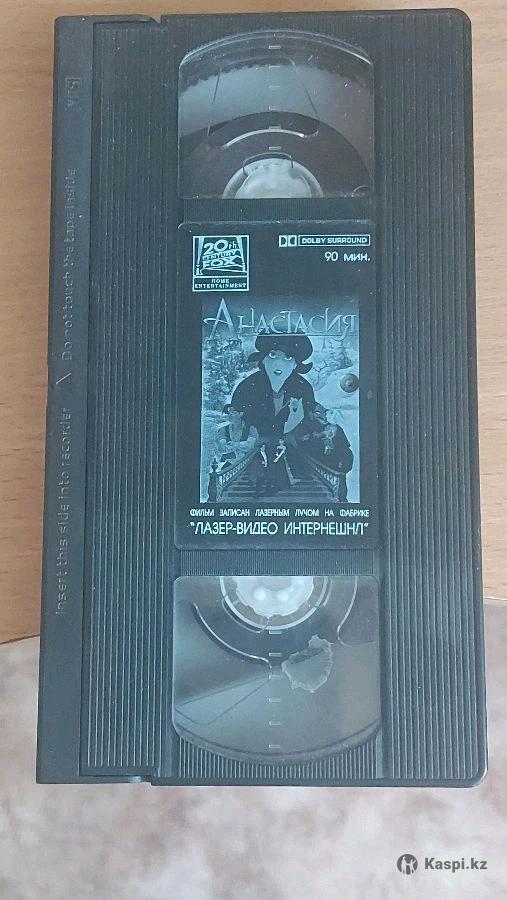 20th
CENTURY
FOX
HOME
ENTERTAINMENT
DOLBY SURROUND
90 мин.
АНАСТАСИЯ
ФИЛЬМ ЗАПИСАН ЛАЗЕРНЫМ ЛУЧОМ НА ФАБРИКЕ
"ЛАЗЕР-ВИДЕО ИНТЕРНЕШНЛ"
Insert this side into recorder
Do not touch the tape inside
Kaspi.kz